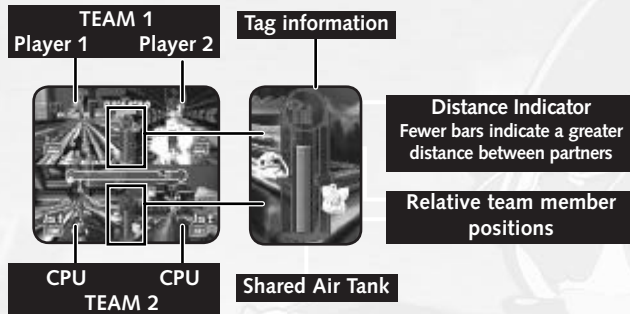 TEAM 1
Player 1 Player 2
Tag information
Distance Indicator
Fewer bars indicate a greater
distance between partners
Relative team member
positions
CPU CPU
TEAM 2
Shared Air Tank
1st